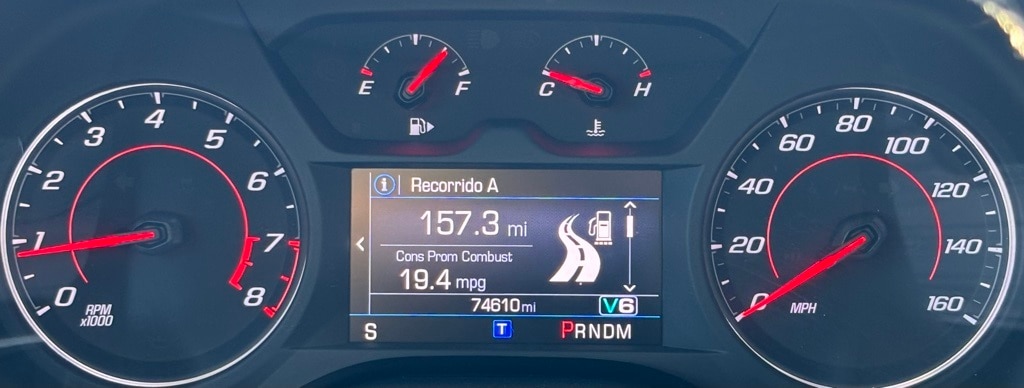 E F
C H
0 1 2 3 4 5 6 7 8
RPM
x1000
i Recorrido A
157.3 mi
Cons Prom Combust
19.4 mpg
74610 mi V6
S T PRNDM
0 20 40 60 80 100 120 140 160
MPH